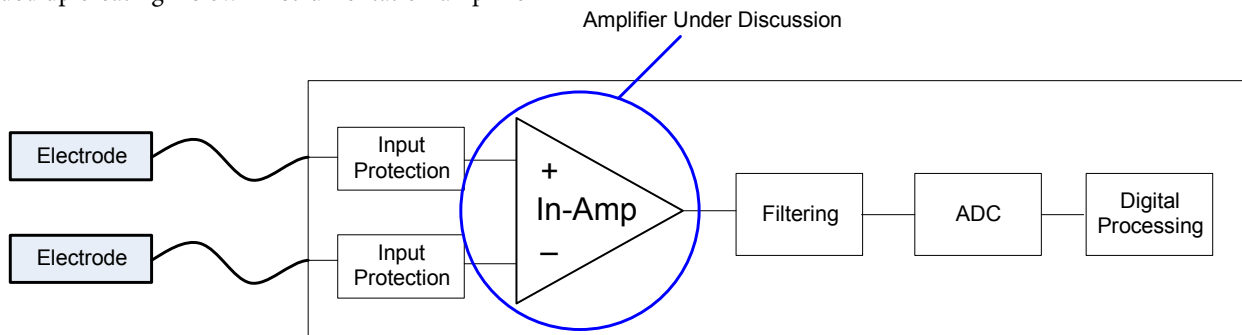 Amplifier Under Discussion
Electrode
Input
Protection
+
In-Amp
–
Filtering
ADC
Digital
Processing
Electrode
Input
Protection